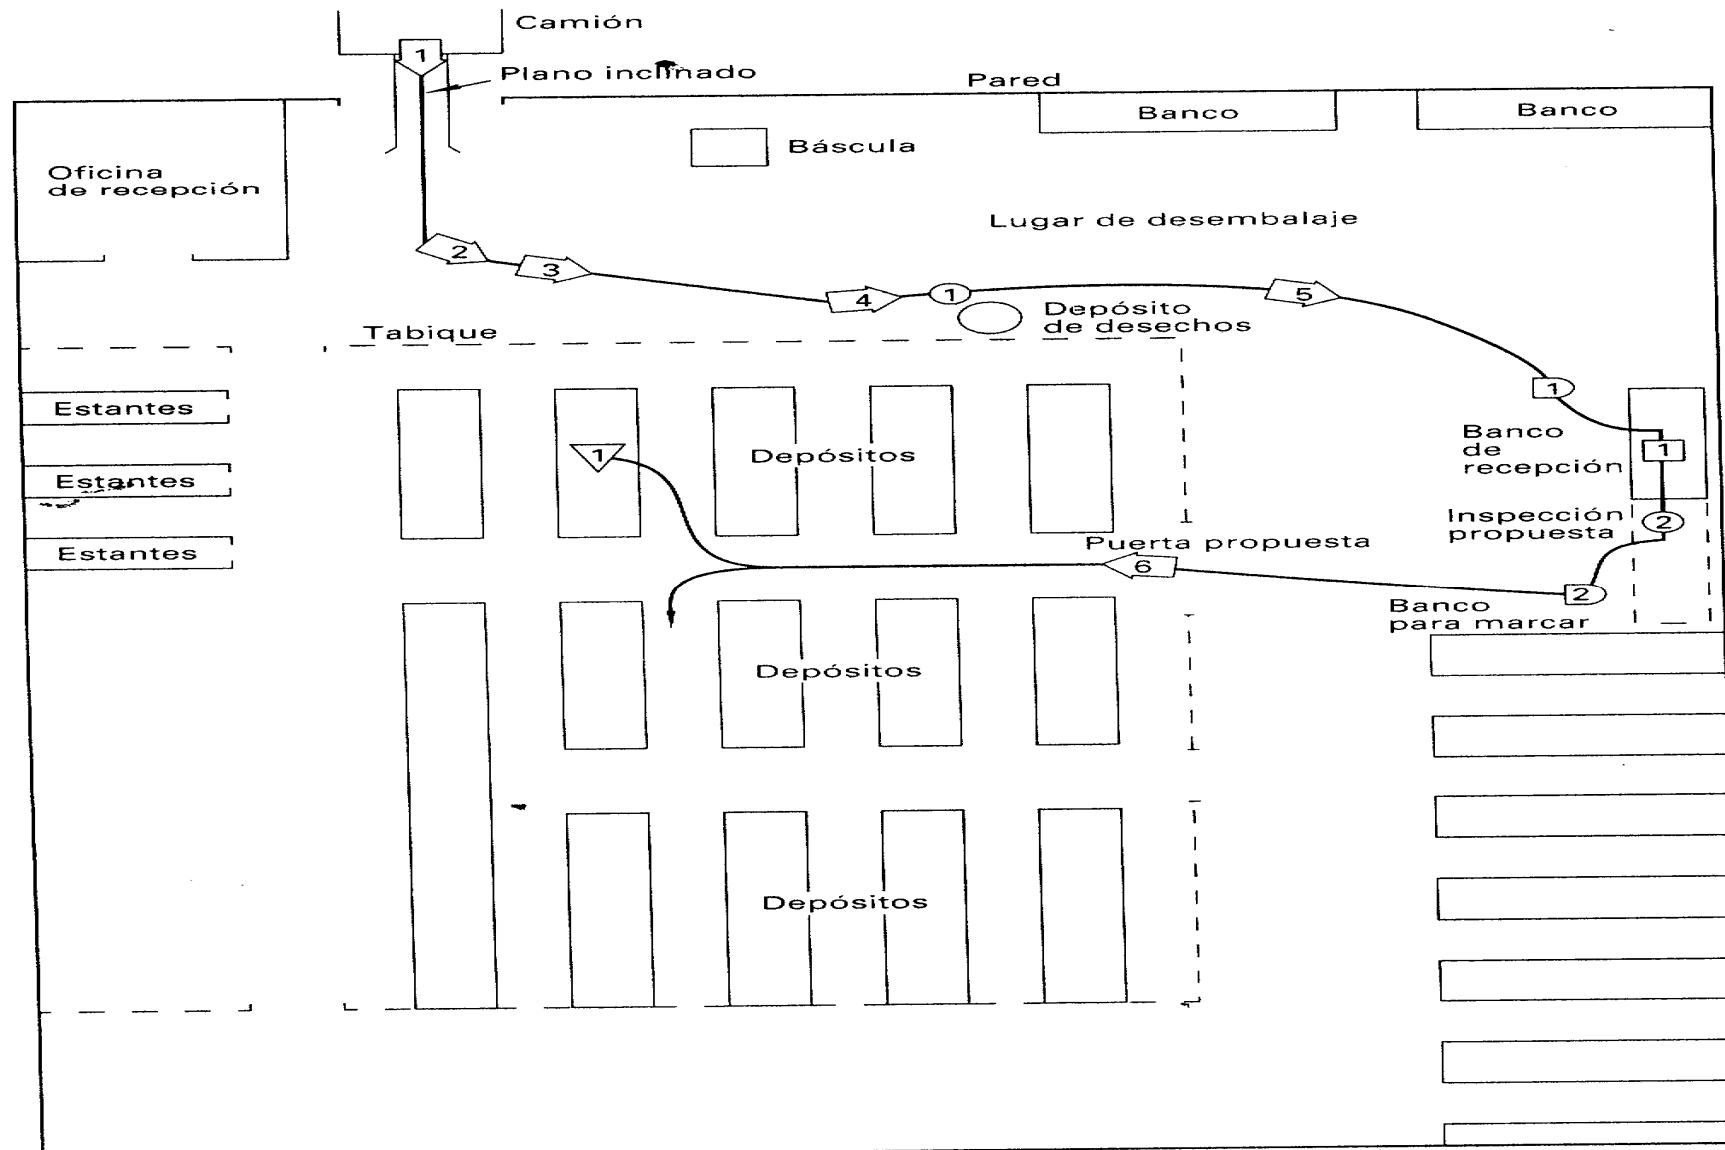 Camión
1
Plano inclinado
Pared
Banco
Banco
Báscula
Oficina
de recepción
Lugar de desembalaje
2
3
4
1
5
Depósito
de desechos
Tabique
1
Estantes
Estantes
Estantes
1
Depósitos
Banco
de
recepción
1
Inspección
propuesta
2
Puerta propuesta
6
2
Banco
para marcar
Depósitos
Depósitos